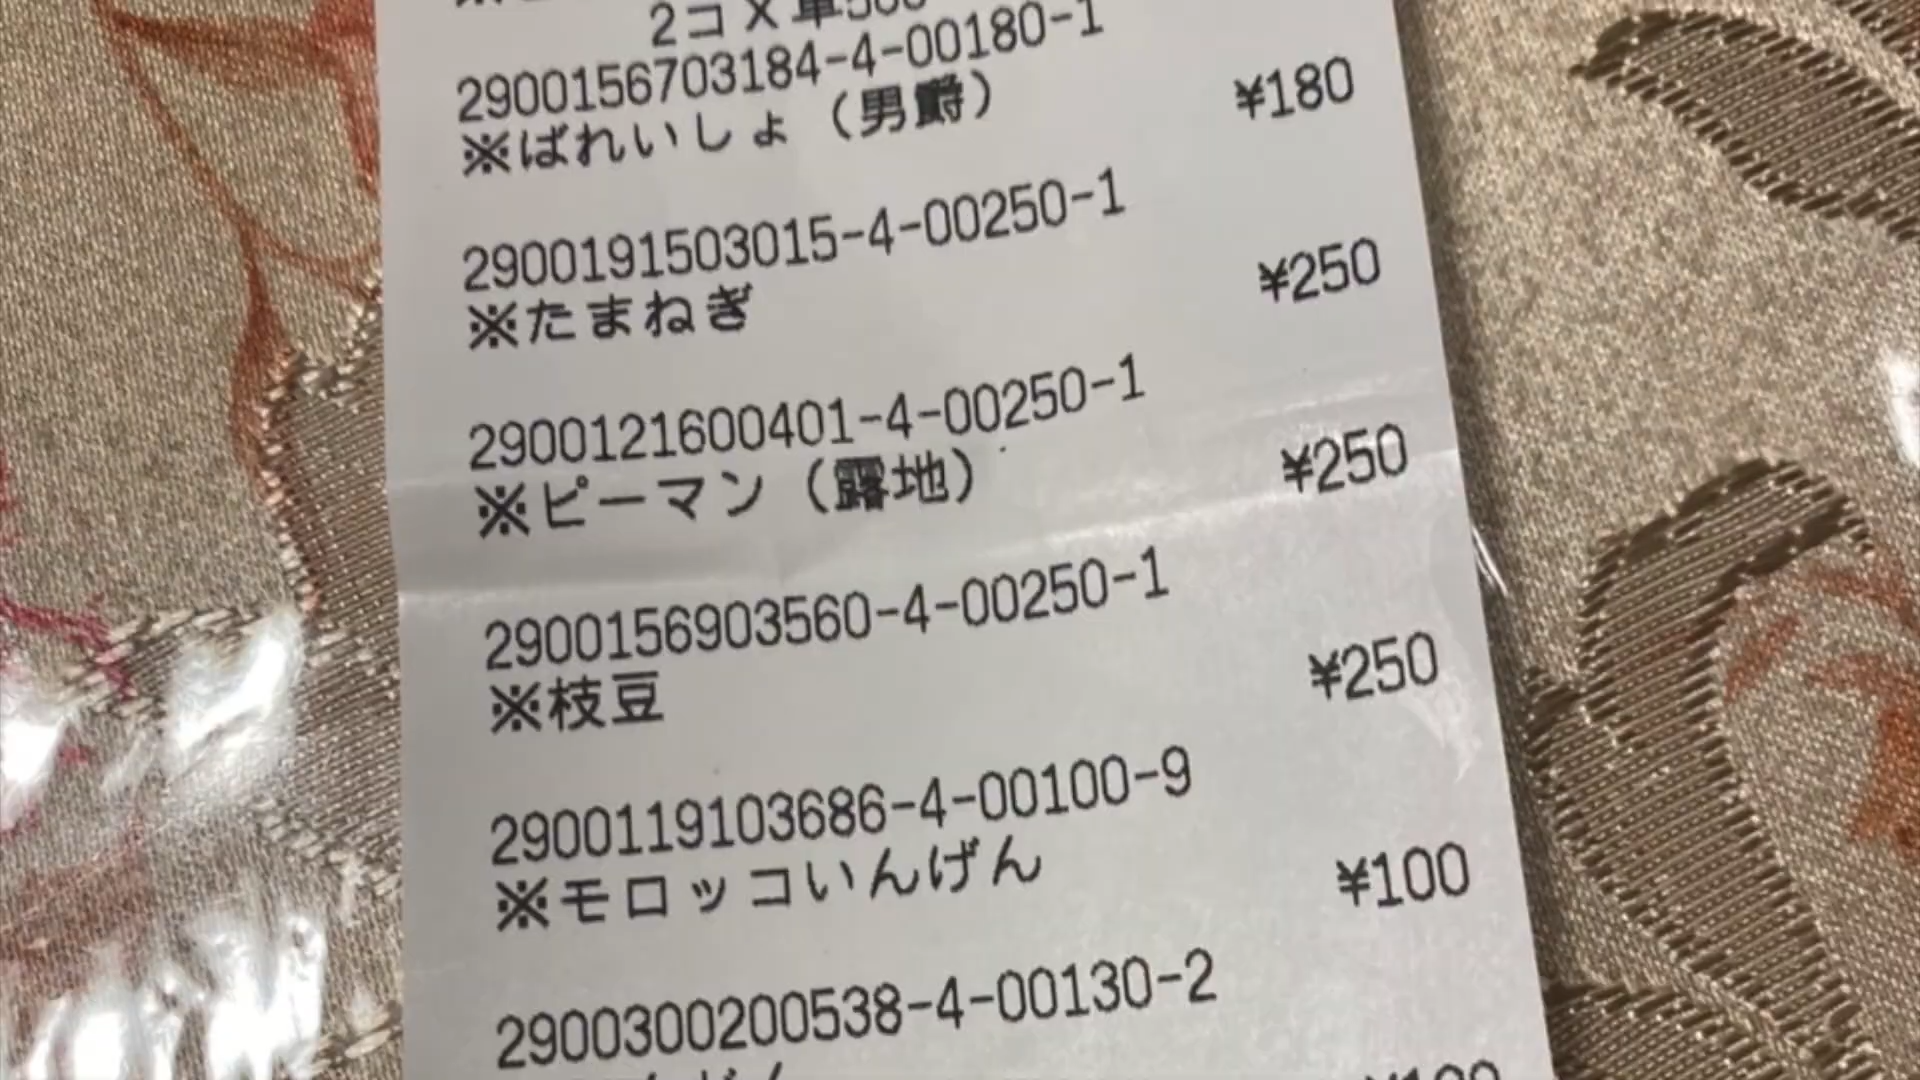 2コ×単
2900156703184-4-00180-1
※ばれいしょ（男爵） ¥180
2900191503015-4-00250-1
※たまねぎ ¥250
2900121600401-4-00250-1
※ピーマン（露地） ¥250
2900156903560-4-00250-1
※枝豆 ¥250
2900119103686-4-00100-9
※モロッコいんげん ¥100
2900300200538-4-00130-2